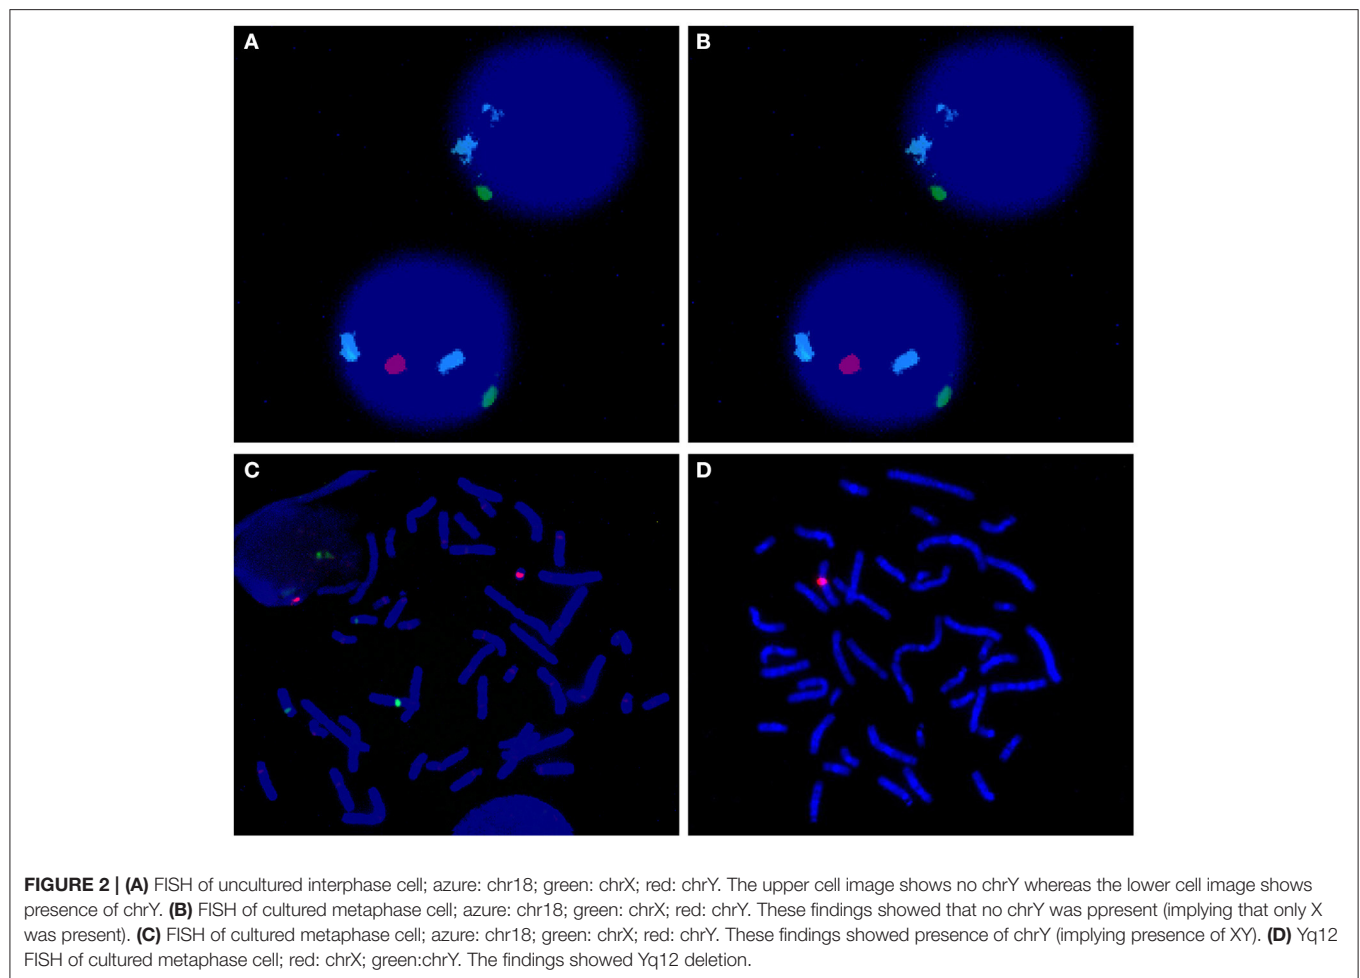 A
B
C
D
FIGURE 2 | (A) FISH of uncultured interphase cell; azure: chr18; green: chrX; red: chrY. The upper cell image shows no chrY whereas the lower cell image shows
presence of chrY. (B) FISH of cultured metaphase cell; azure: chr18; green: chrX; red: chrY. These findings showed that no chrY was ppresent (implying that only X
was present). (C) FISH of cultured metaphase cell; azure: chr18; green: chrX; red: chrY. These findings showed presence of chrY (implying presence of XY). (D) Yq12
FISH of cultured metaphase cell; red: chrX; green:chrY. The findings showed Yq12 deletion.